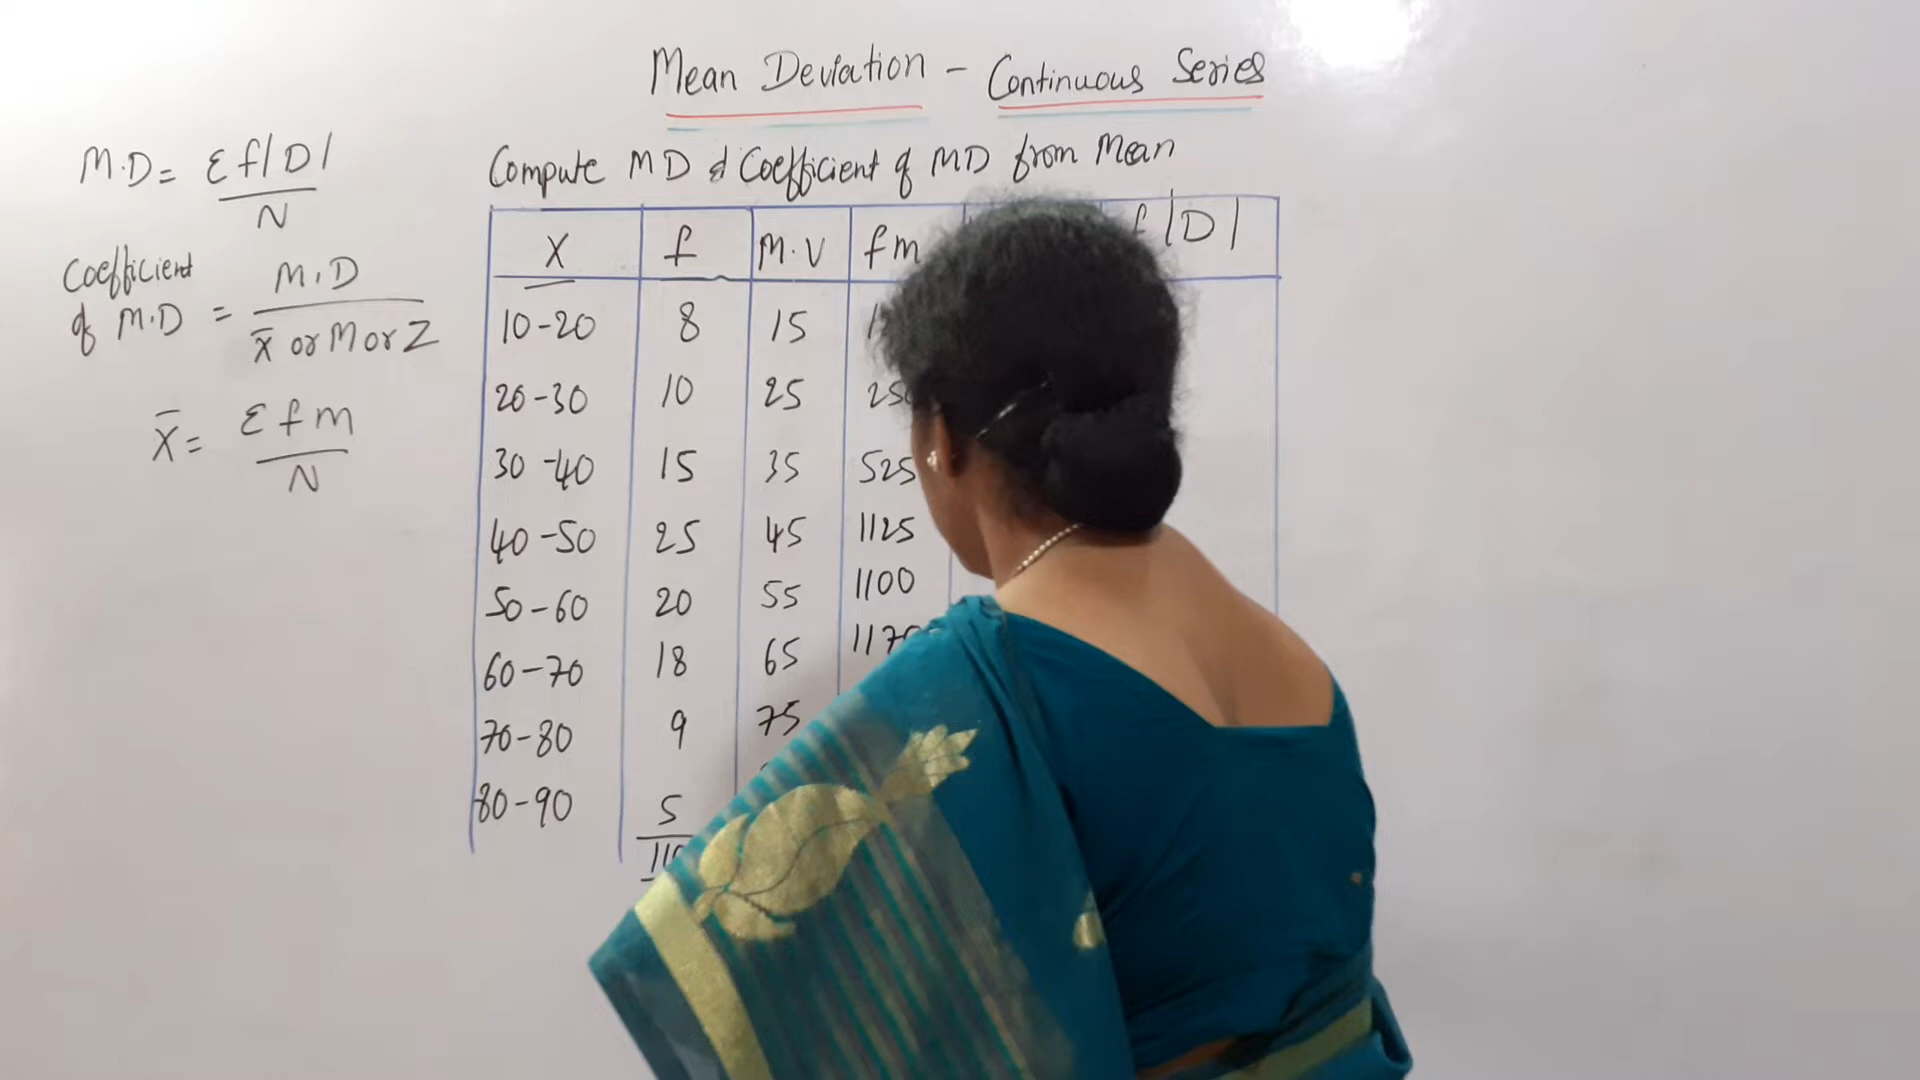 Mean Deviation - Continuous Series
M.D = Σf|D| / N
Coefficient of M.D = M.D / x̄ or M or Z
X̄ = Σfm / N
Compute MD & Coefficient of MD from Mean
X f M.V fm f|D|
10-20 8 15
20-30 10 25
30-40 15 35 525
40-50 25 45 1125
50-60 20 55 1100
60-70 18 65
70-80 9 75
80-90 5